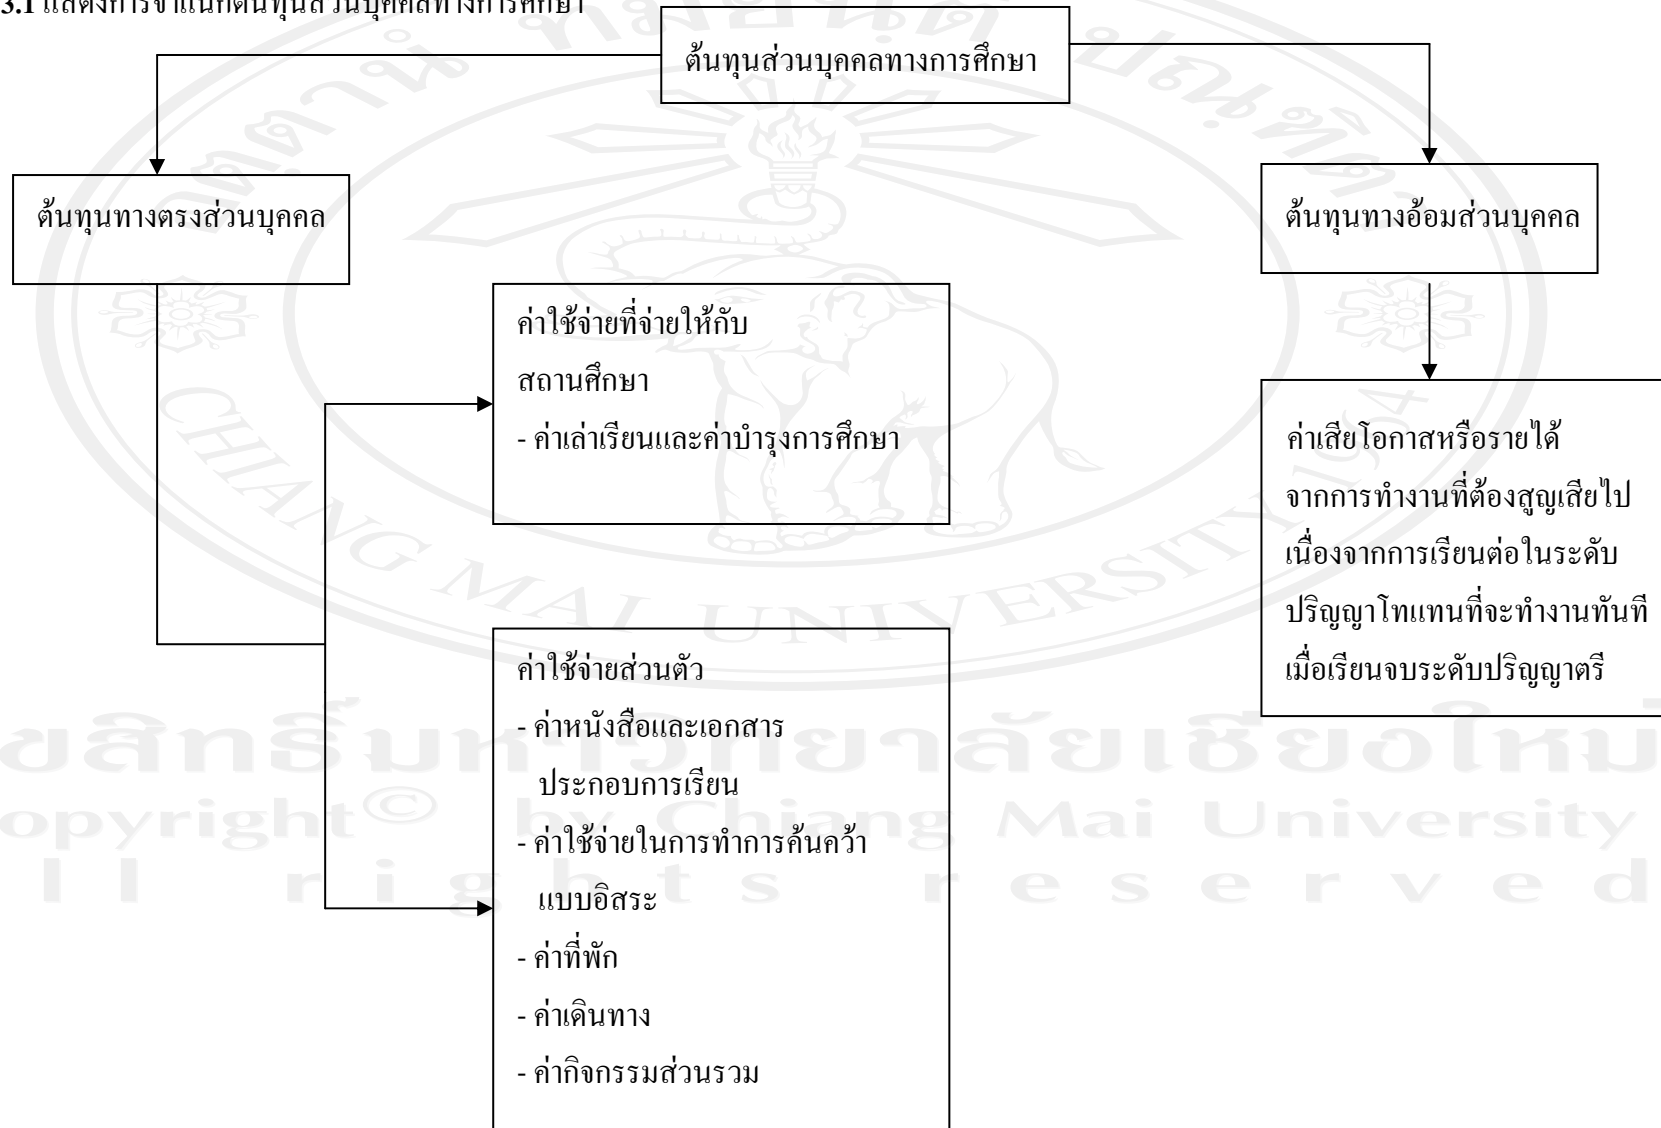 3.1 แสดงการจำแนกต้นทุนส่วนบุคคลทางการศึกษา
ต้นทุนส่วนบุคคลทางการศึกษา
ต้นทุนทางตรงส่วนบุคคล
ต้นทุนทางอ้อมส่วนบุคคล
ค่าใช้จ่ายที่จ่ายให้กับ
สถานศึกษา
- ค่าเล่าเรียนและค่าบำรุงการศึกษา
ค่าเสียโอกาสหรือรายได้
จากการทำงานที่ต้องสูญเสียไป
เนื่องจากการเรียนต่อในระดับ
ปริญญาโทแทนที่จะทำงานทันที
เมื่อเรียนจบระดับปริญญาตรี
ค่าใช้จ่ายส่วนตัว
- ค่าหนังสือและเอกสาร
ประกอบการเรียน
- ค่าใช้จ่ายในการทำการค้นคว้า
แบบอิสระ
- ค่าที่พัก
- ค่าเดินทาง
- ค่ากิจกรรมส่วนรวม
CHIANG MAI UNIVERSITY 1964
ขสิทธิ์มหาวิทยาลัยเชียงใหม่
opyright© by Chiang Mai University
ll rights reserved